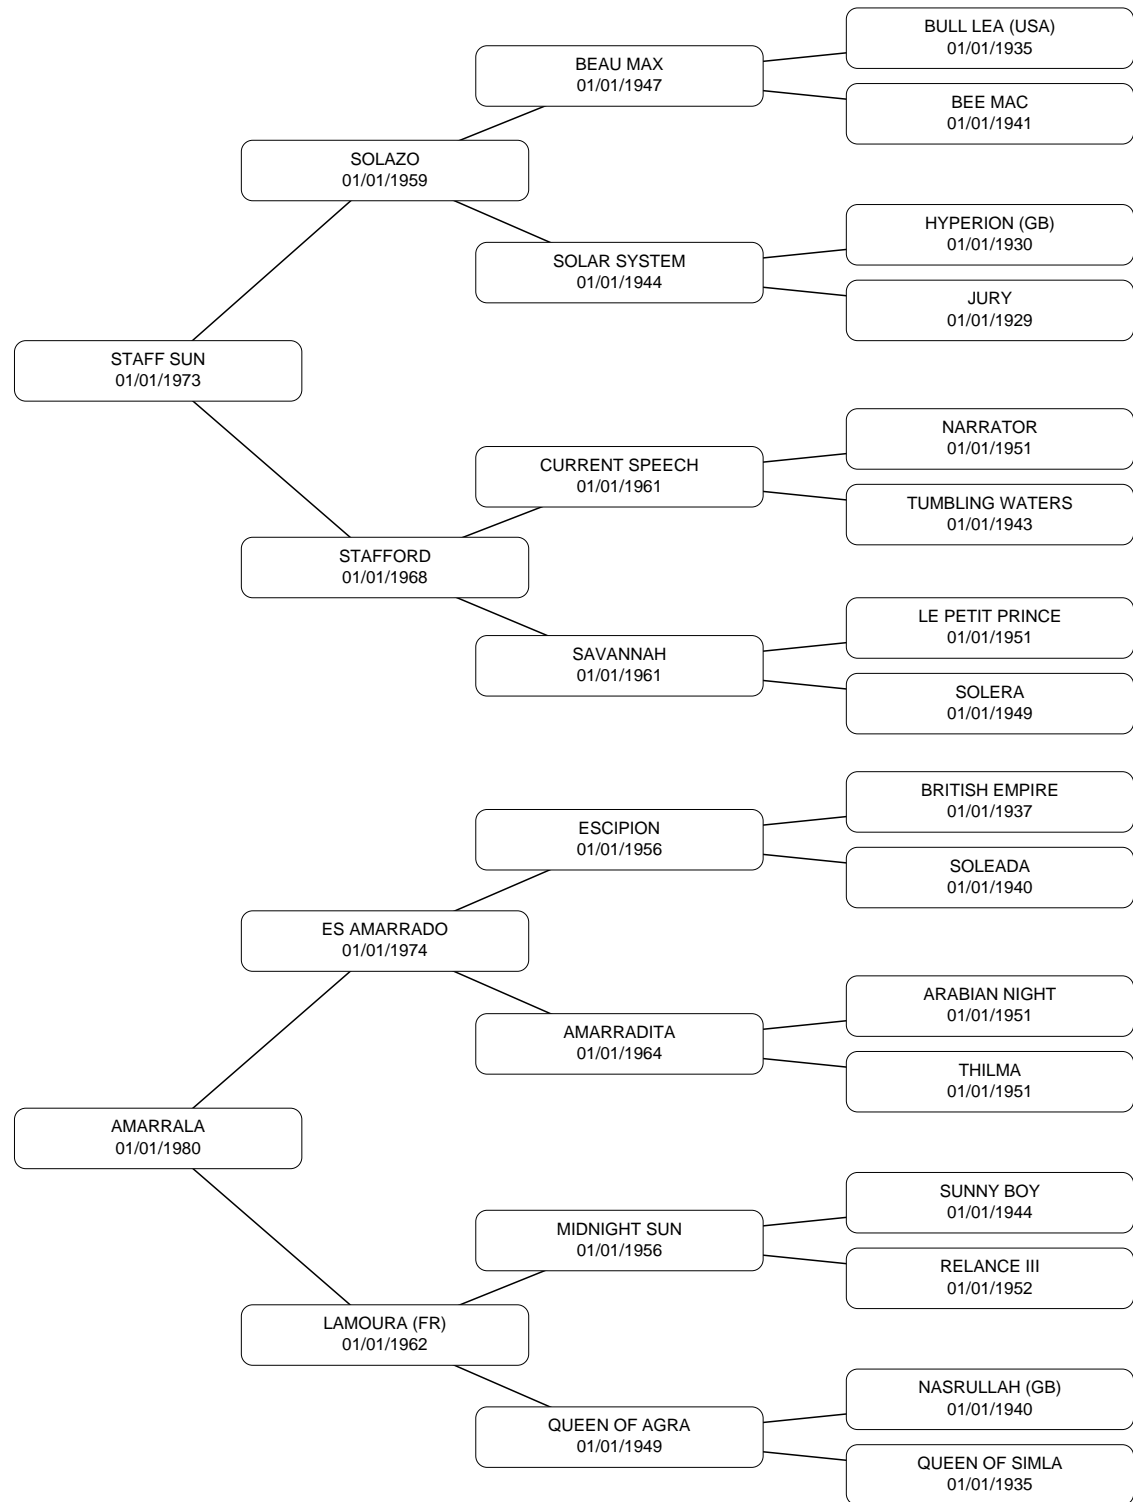 BULL LEA (USA)
01/01/1935
BEAU MAX
01/01/1947
BEE MAC
01/01/1941
SOLAZO
01/01/1959
HYPERION (GB)
01/01/1930
SOLAR SYSTEM
01/01/1944
JURY
01/01/1929
STAFF SUN
01/01/1973
NARRATOR
01/01/1951
CURRENT SPEECH
01/01/1961
TUMBLING WATERS
01/01/1943
STAFFORD
01/01/1968
LE PETIT PRINCE
01/01/1951
SAVANNAH
01/01/1961
SOLERA
01/01/1949
BRITISH EMPIRE
01/01/1937
ESCIPION
01/01/1956
SOLEADA
01/01/1940
ES AMARRADO
01/01/1974
ARABIAN NIGHT
01/01/1951
AMARRADITA
01/01/1964
THILMA
01/01/1951
AMARRALA
01/01/1980
SUNNY BOY
01/01/1944
MIDNIGHT SUN
01/01/1956
RELANCE III
01/01/1952
LAMOURA (FR)
01/01/1962
NASRULLAH (GB)
01/01/1940
QUEEN OF AGRA
01/01/1949
QUEEN OF SIMLA
01/01/1935